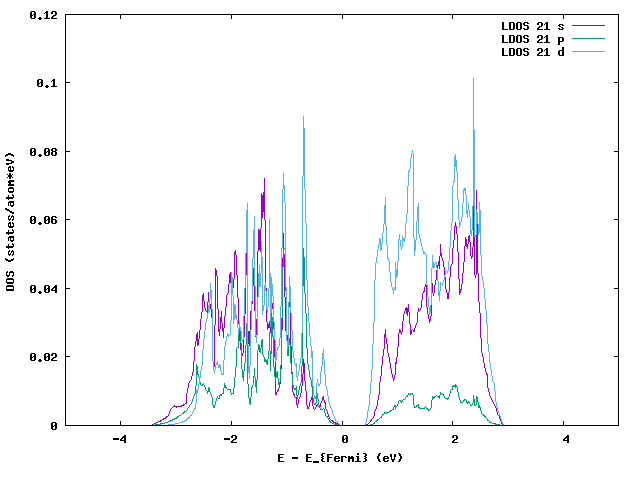 0.12
LDOS 21 s
LDOS 21 p
LDOS 21 d
0.1
0.08
0.06
0.04
0.02
0
DOS (states/atom*eV)
-4 -2 0 2 4
E - E_{Fermi} (eV)